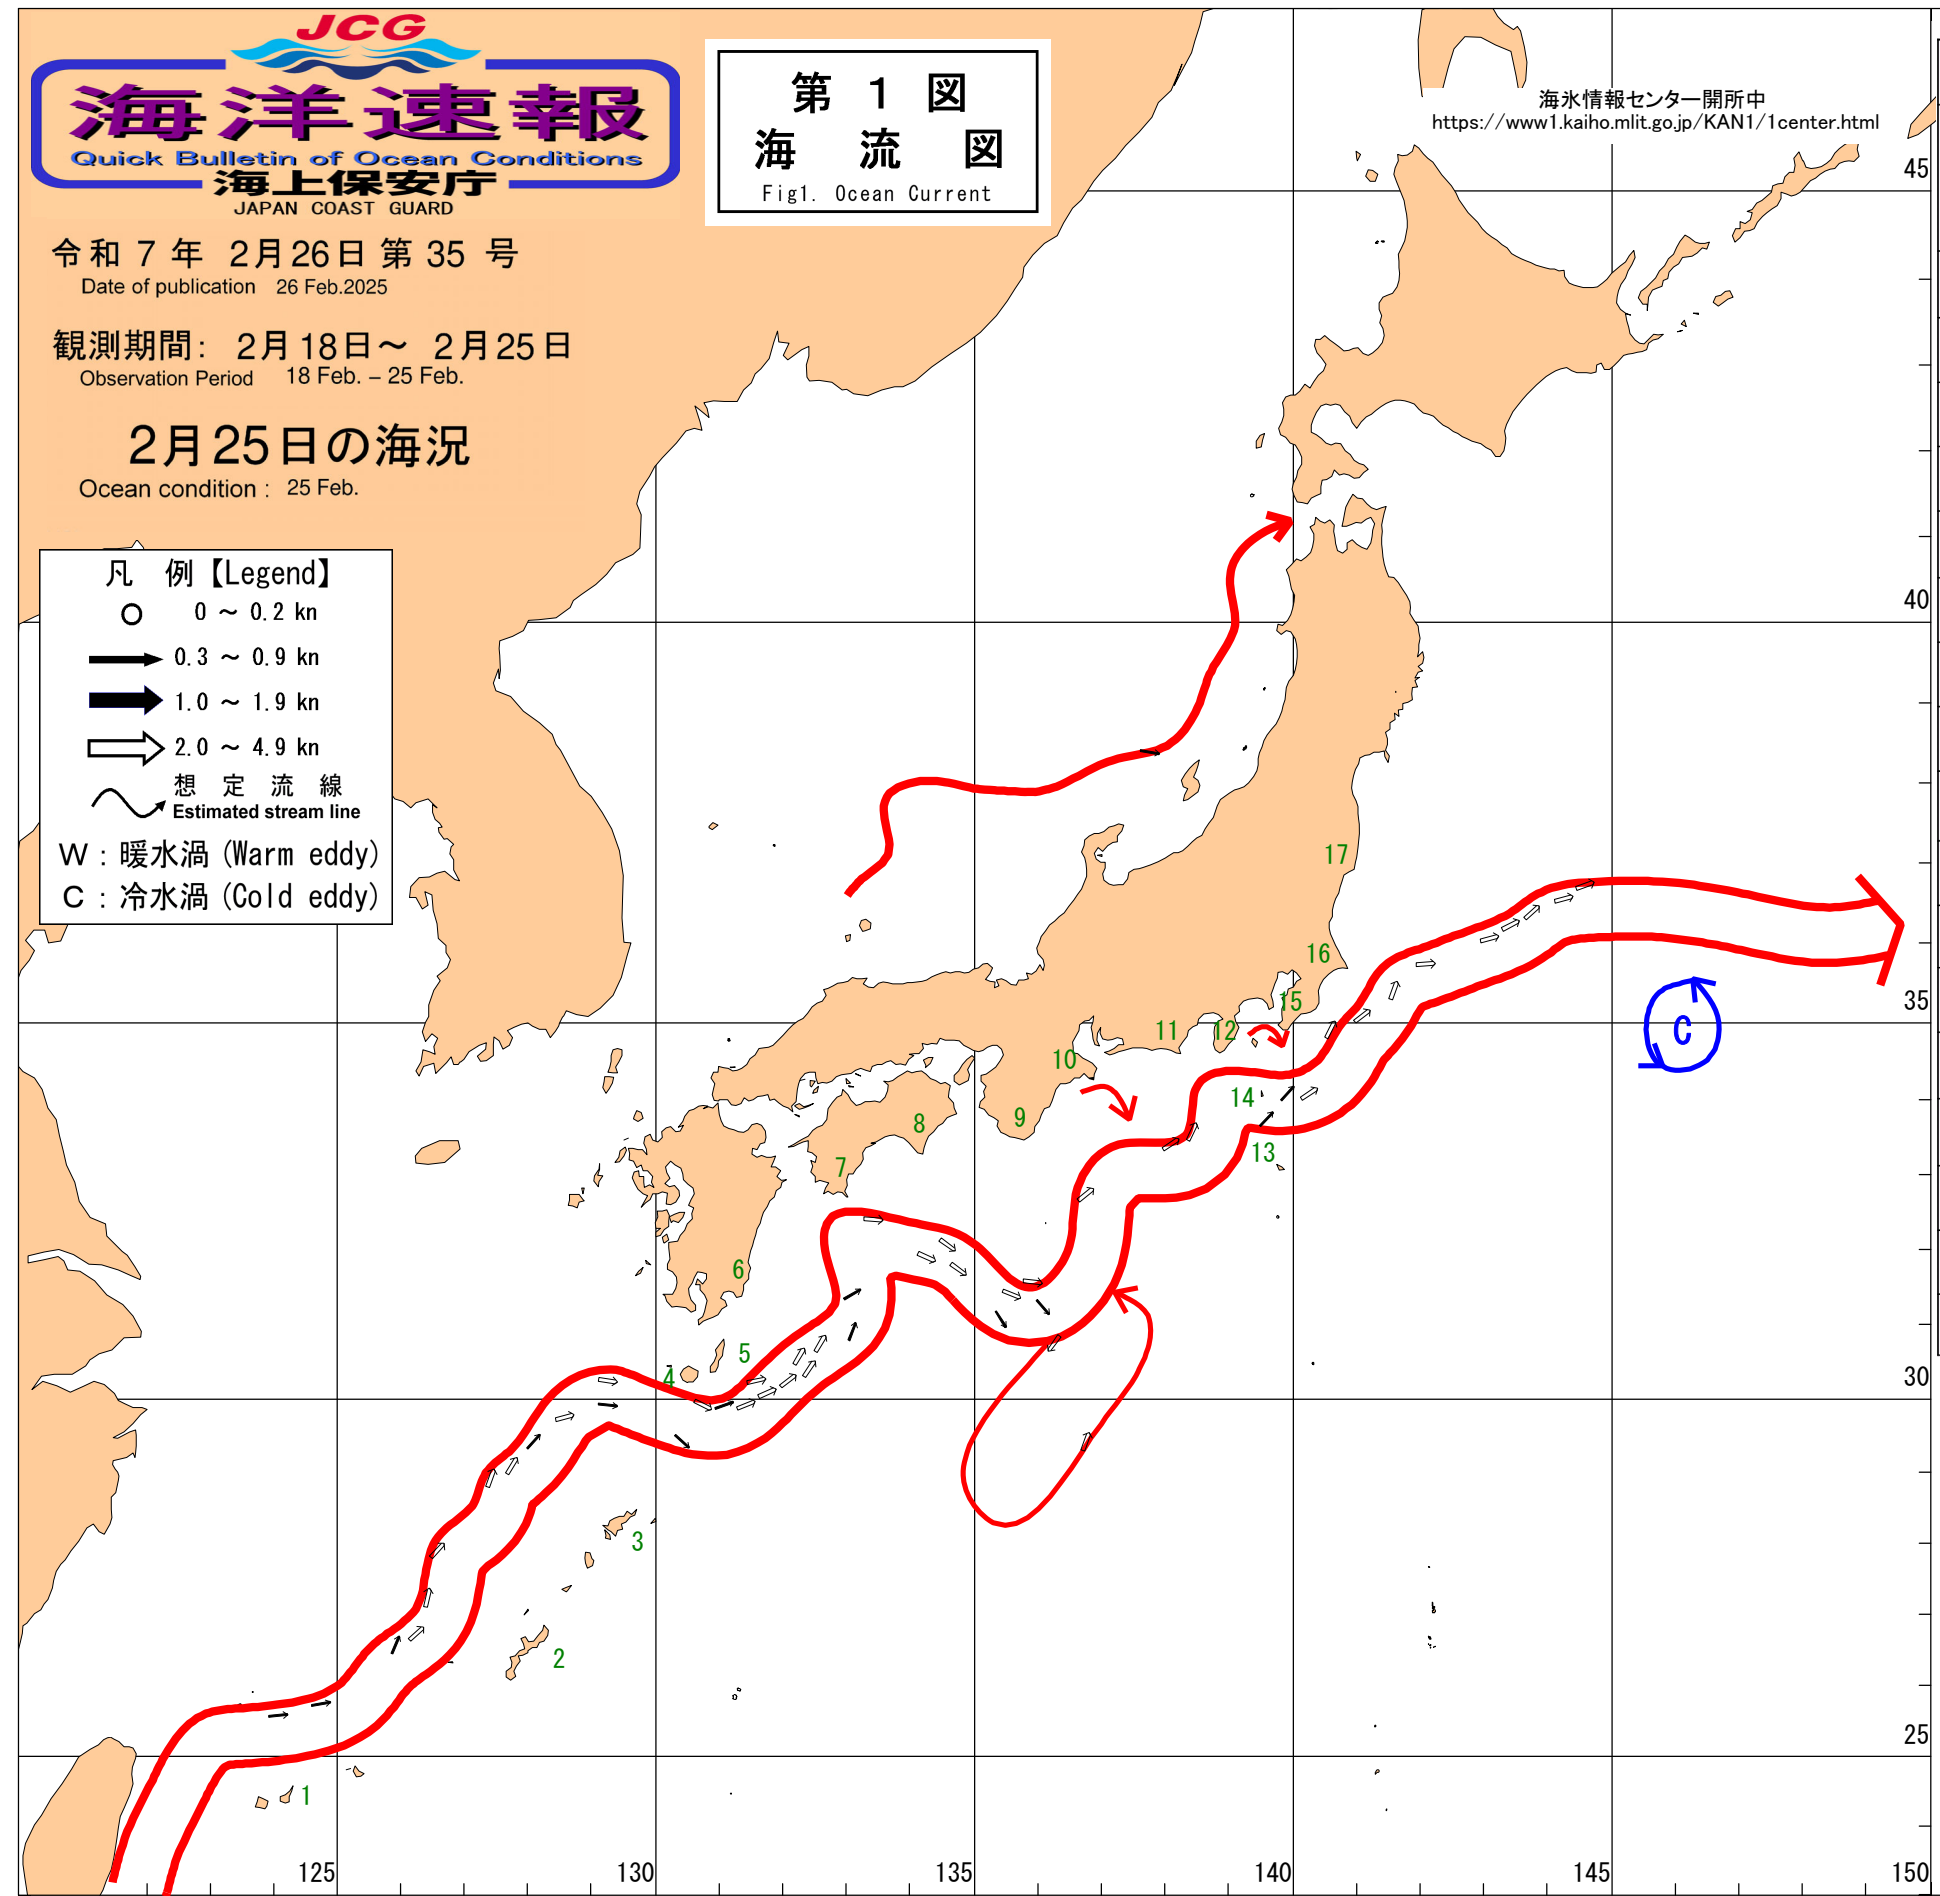 JCG
海洋速報
Quick Bulletin of Ocean Conditions
海上保安庁
JAPAN COAST GUARD
令和 7 年 2月26日 第 35 号
Date of publication 26 Feb.2025
観測期間: 2月18日～ 2月25日
Observation Period 18 Feb. – 25 Feb.
2月25日の海況
Ocean condition : 25 Feb.
第 1 図
海 流 図
Fig1. Ocean Current
海氷情報センター開所中
https://www1.kaiho.mlit.go.jp/KAN1/1center.html
凡 例【Legend】
0 ～ 0.2 kn
0.3 ～ 0.9 kn
1.0 ～ 1.9 kn
2.0 ～ 4.9 kn
想 定 流 線
Estimated stream line
W : 暖水渦 (Warm eddy)
C : 冷水渦 (Cold eddy)
45
40
17
16
15
35
11
12
C
10
14
9
8
13
7
6
5
4
30
3
2
25
1
125
130
135
140
145
150